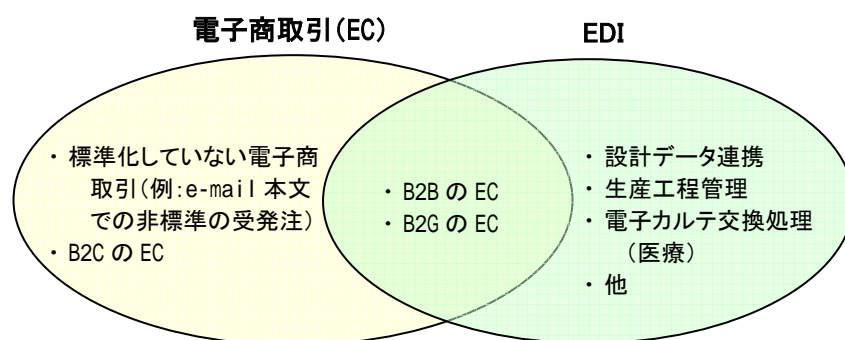 電子商取引(EC)
EDI
・ 標準化していない電子商
取引(例:e-mail 本文
での非標準の受発注)
・ B2C の EC
・ B2B の EC
・ B2G の EC
・ 設計データ連携
・ 生産工程管理
・ 電子カルテ交換処理
(医療)
・ 他